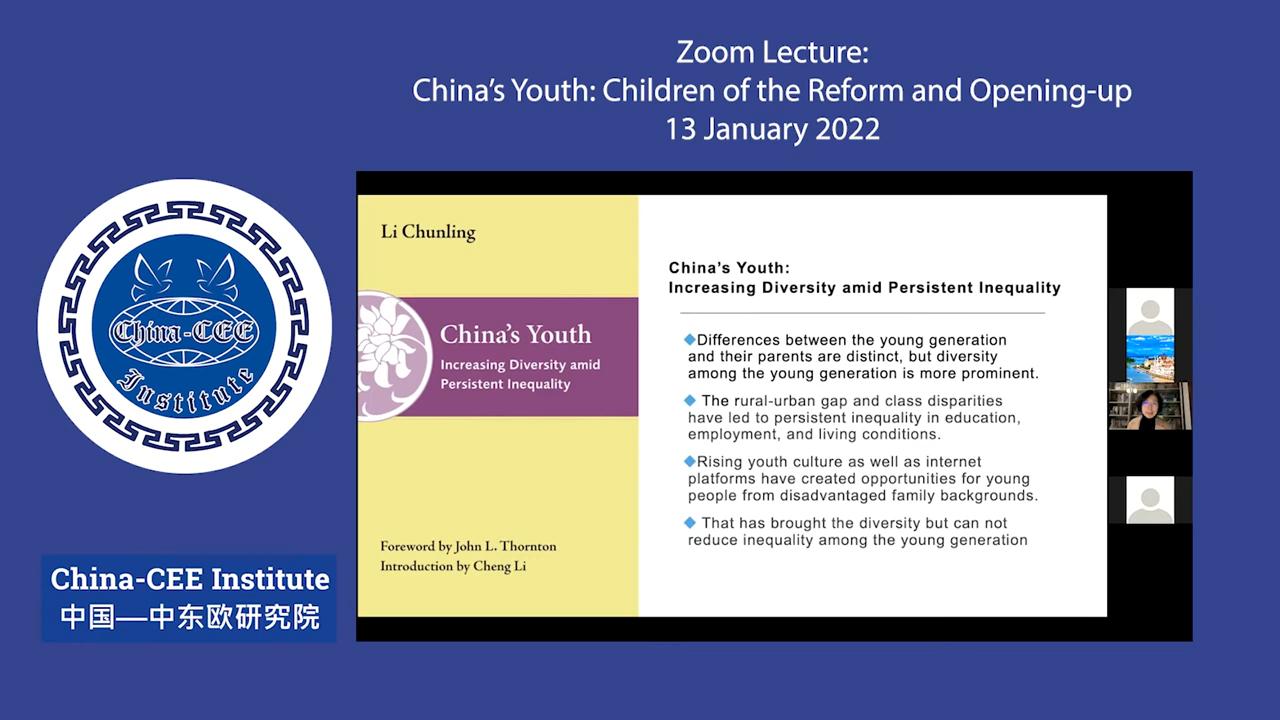 Zoom Lecture:
China's Youth: Children of the Reform and Opening-up
13 January 2022
China-CEE
Institute
China-CEE Institute
中国—中东欧研究院
Li Chunling
China's Youth
Increasing Diversity amid
Persistent Inequality
Foreword by John L. Thornton
Introduction by Cheng Li
China's Youth:
Increasing Diversity amid Persistent Inequality
◆Differences between the young generation
and their parents are distinct, but diversity
among the young generation is more prominent.
◆ The rural-urban gap and class disparities
have led to persistent inequality in education,
employment, and living conditions.
◆Rising youth culture as well as internet
platforms have created opportunities for young
people from disadvantaged family backgrounds.
◆ That has brought the diversity but can not
reduce inequality among the young generation